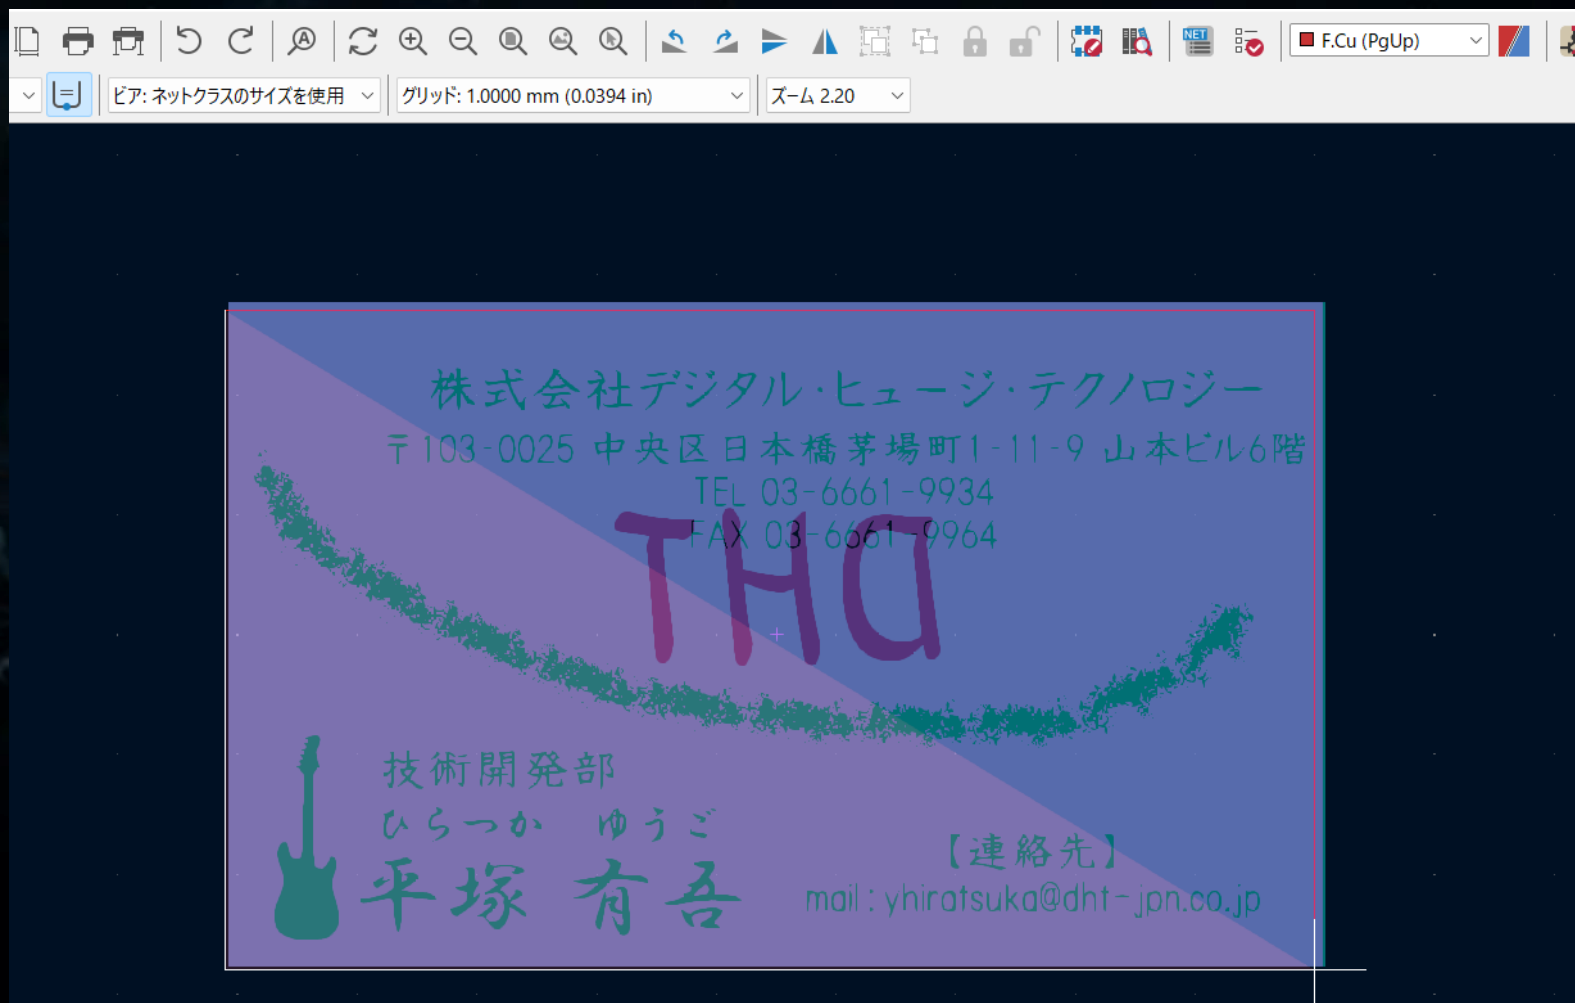 F.Cu (PgUp)
ビア: ネットクラスのサイズを使用
グリッド: 1.0000 mm (0.0394 in)
ズーム 2.20
NET
株式会社デジタル・ヒュージ・テクノロジー
〒103-0025 中央区日本橋茅場町1-11-9 山本ビル6階
TEL 03-6661-9934
FAX 03-6661-9964
DHT
技術開発部
ひらつか ゆうご
平塚 有吾
【連絡先】
mail:yhiratsuka@dht-jpn.co.jp